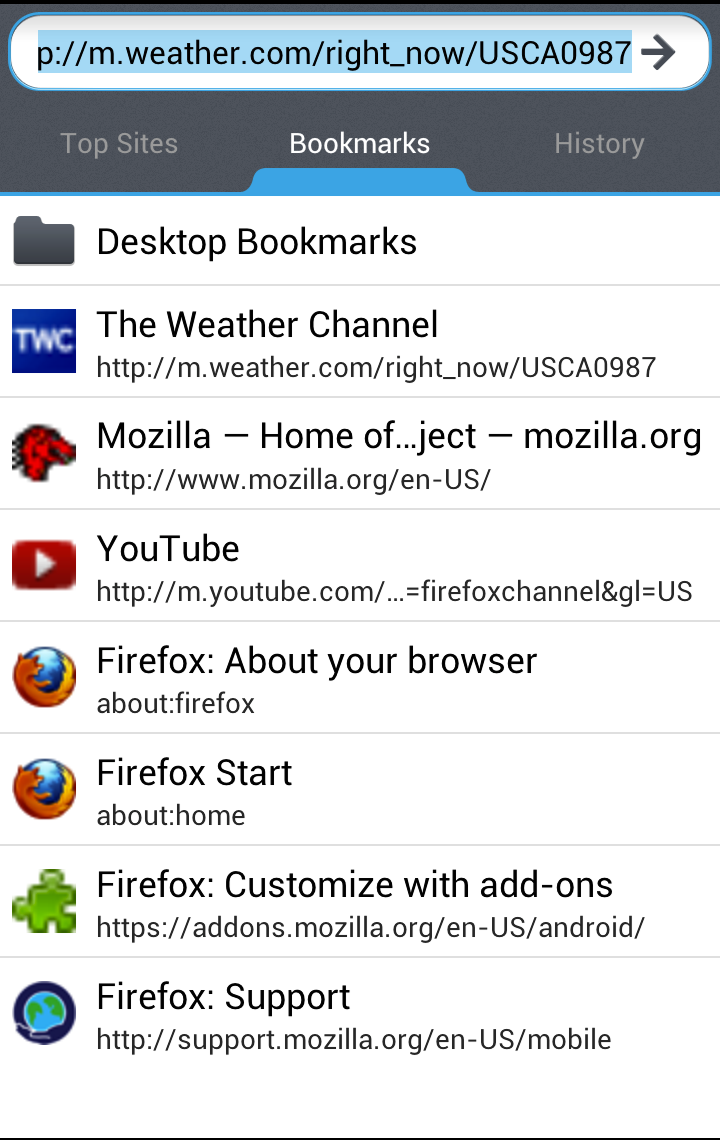 p://m.weather.com/right_now/USCA0987
Top Sites Bookmarks History
Desktop Bookmarks
TWC
The Weather Channel
http://m.weather.com/right_now/USCA0987
Mozilla — Home of…ject — mozilla.org
http://www.mozilla.org/en-US/
YouTube
http://m.youtube.com/…=firefoxchannel&gl=US
Firefox: About your browser
about:firefox
Firefox Start
about:home
Firefox: Customize with add-ons
https://addons.mozilla.org/en-US/android/
Firefox: Support
http://support.mozilla.org/en-US/mobile